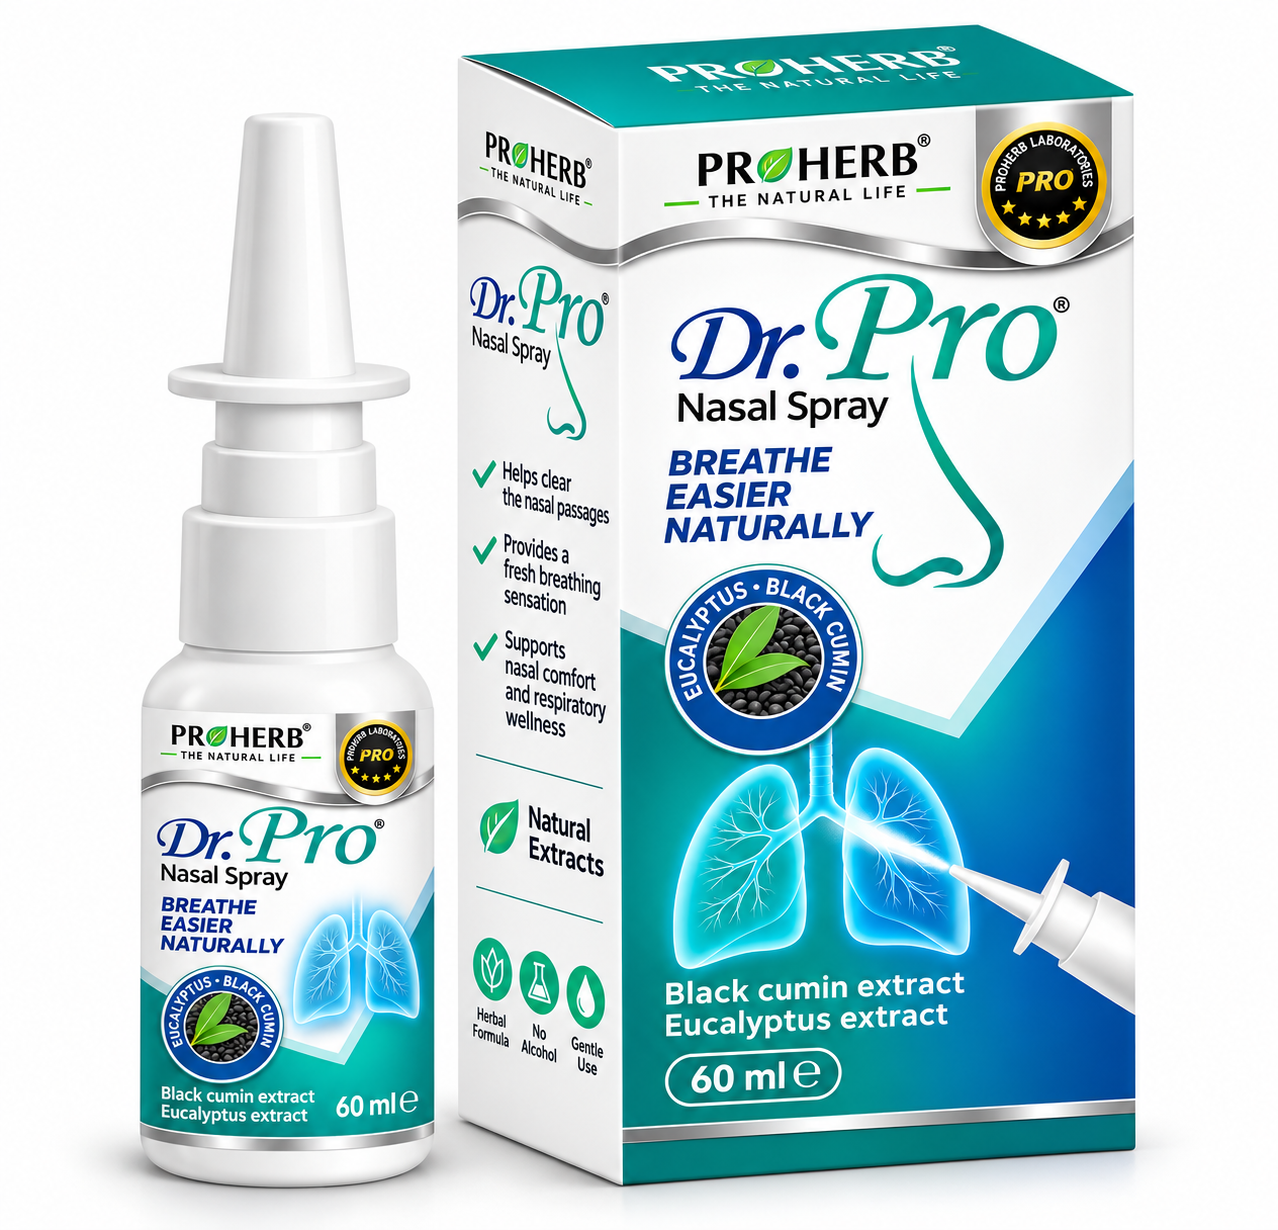 PROHERB®
THE NATURAL LIFE
PROHERB®
THE NATURAL LIFE
Dr. Pro®
Nasal Spray
BREATHE
EASIER
NATURALLY
EUCALYPTUS • BLACK CUMIN
Black cumin extract
Eucalyptus extract
60 ml ℮
PROHERB LABORATORIES
PRO
PROHERB®
THE NATURAL LIFE
Dr. Pro®
Nasal Spray
Helps clear
the nasal passages
Provides a
fresh breathing
sensation
Supports
nasal comfort
and respiratory
wellness
Natural
Extracts
Herbal
Formula
No
Alcohol
Gentle
Use
PROHERB®
THE NATURAL LIFE
PROHERB LABORATORIES
PRO
Dr. Pro®
Nasal Spray
BREATHE
EASIER
NATURALLY
EUCALYPTUS • BLACK CUMIN
Black cumin extract
Eucalyptus extract
60 ml ℮